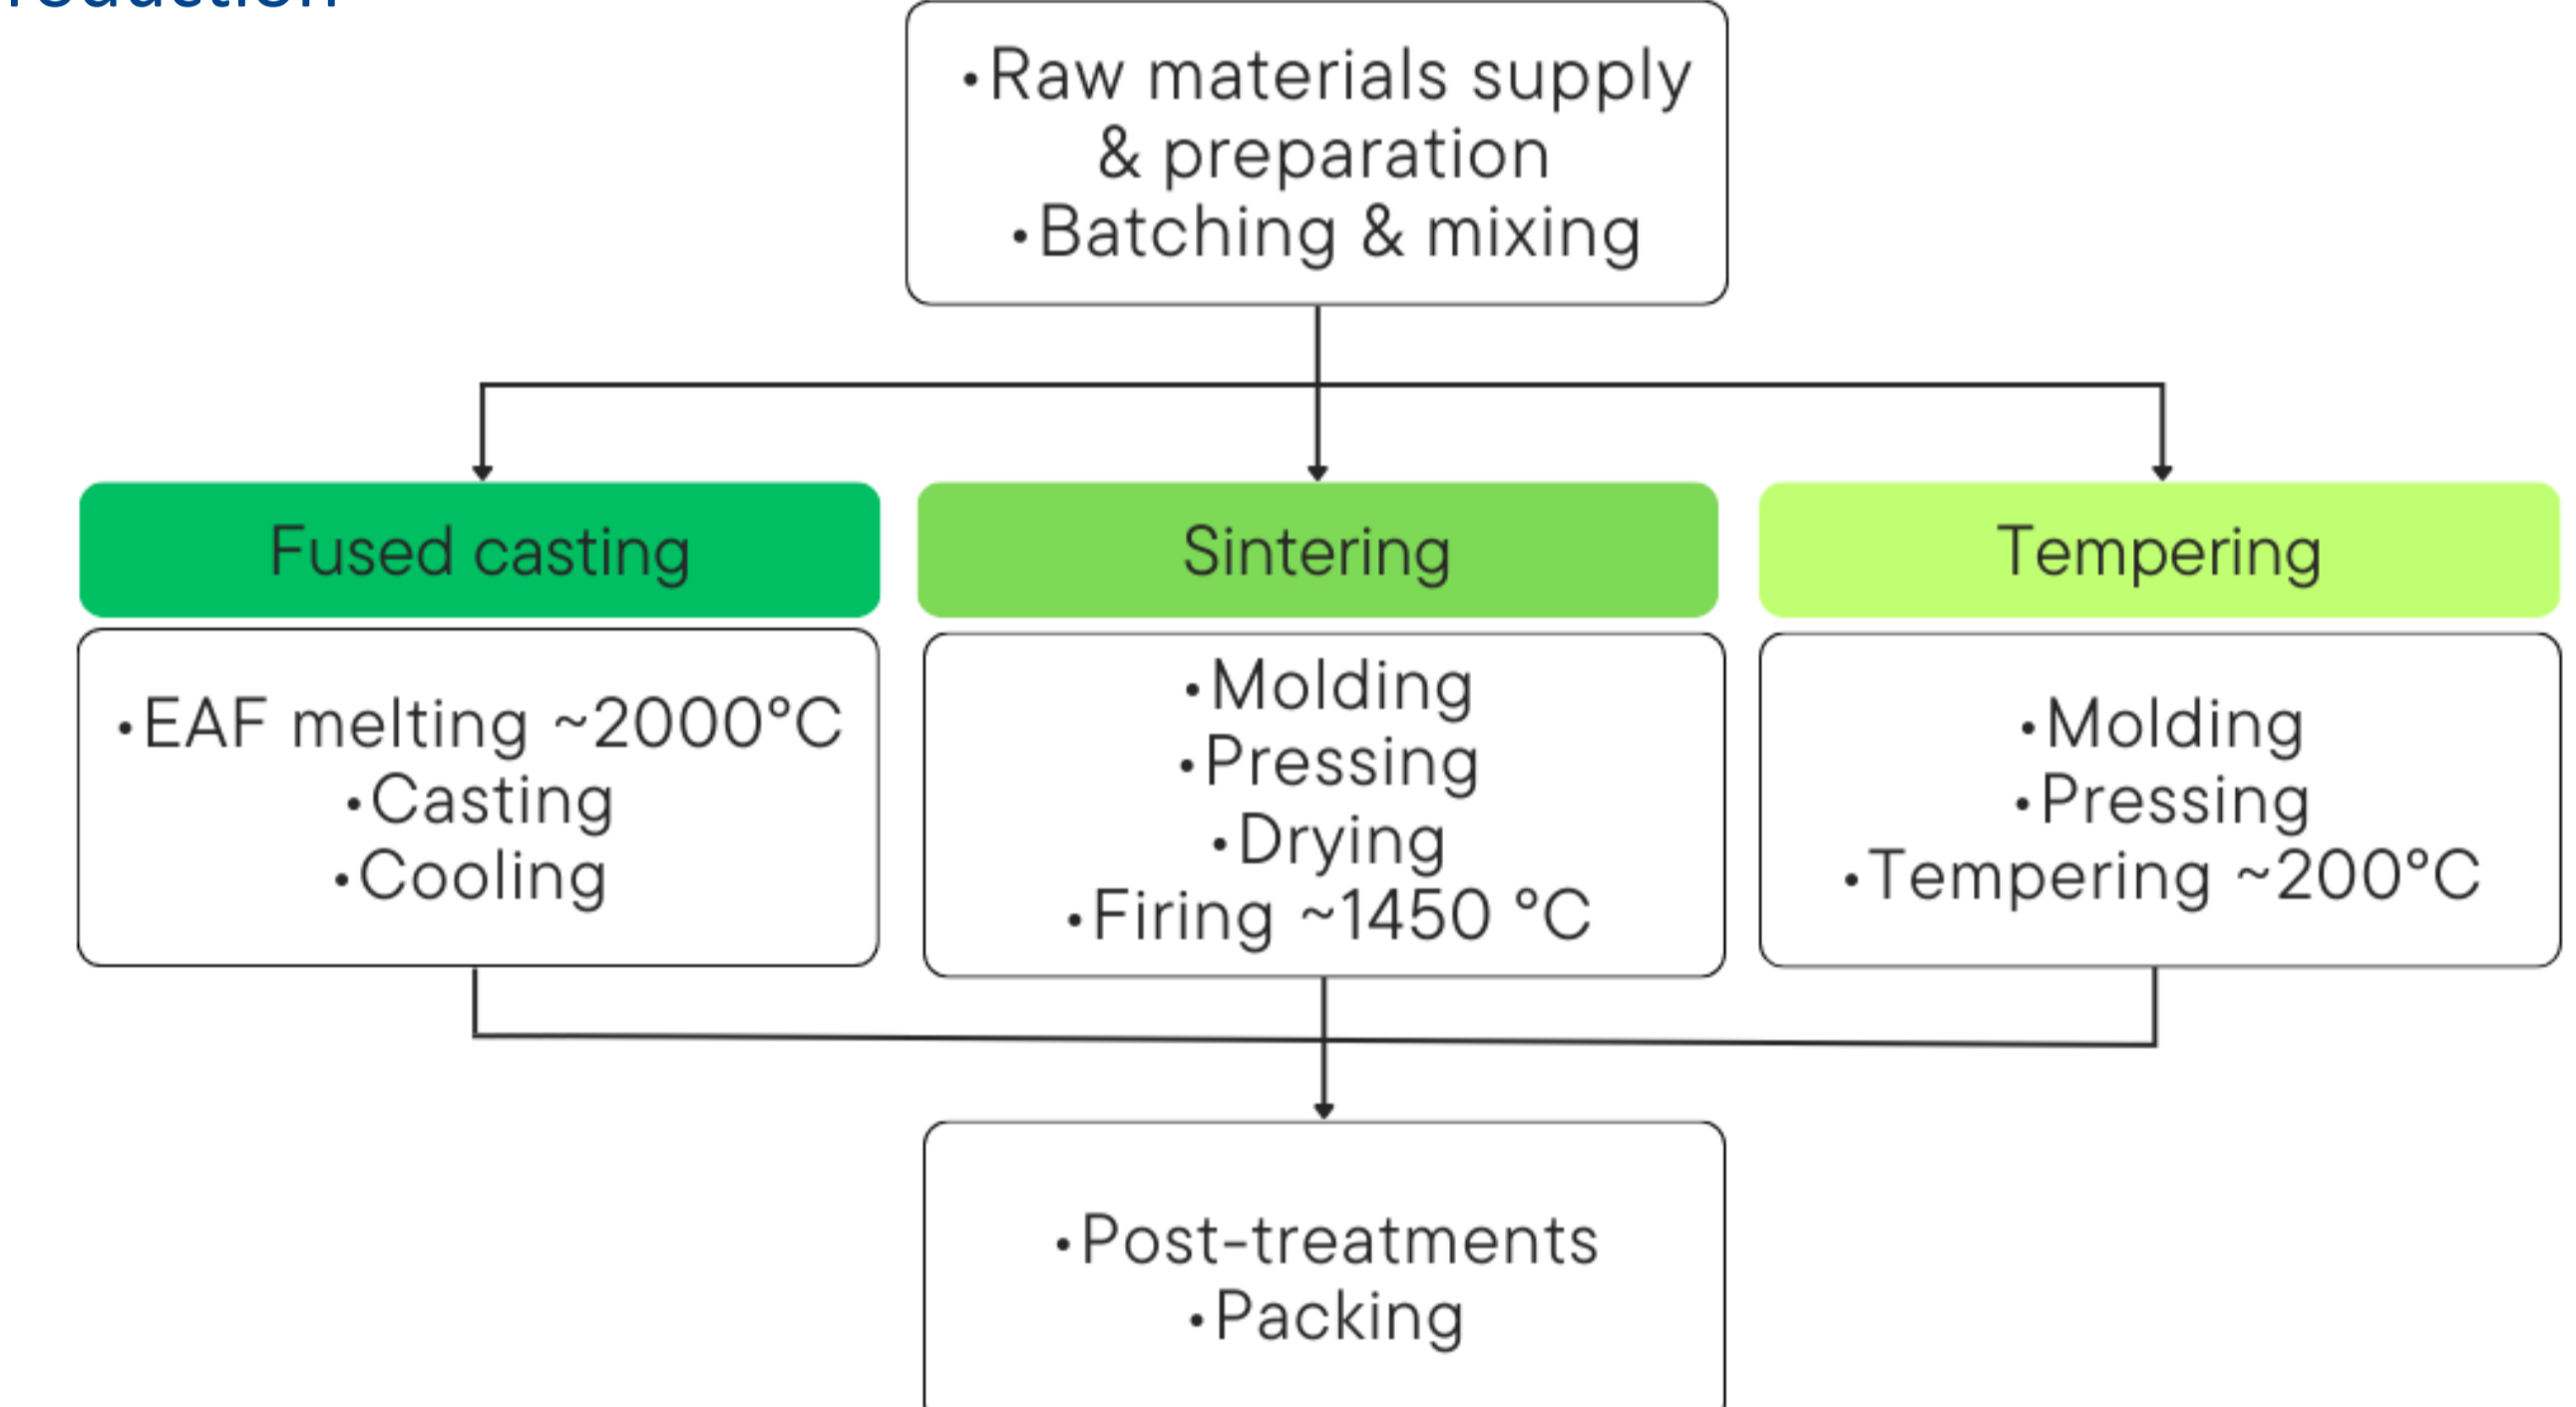 •Raw materials supply
& preparation
•Batching & mixing
Fused casting
Sintering
Tempering
•EAF melting ~2000°C
•Casting
•Cooling
•Molding
•Pressing
•Drying
•Firing ~1450 °C
•Molding
•Pressing
•Tempering ~200°C
•Post-treatments
•Packing